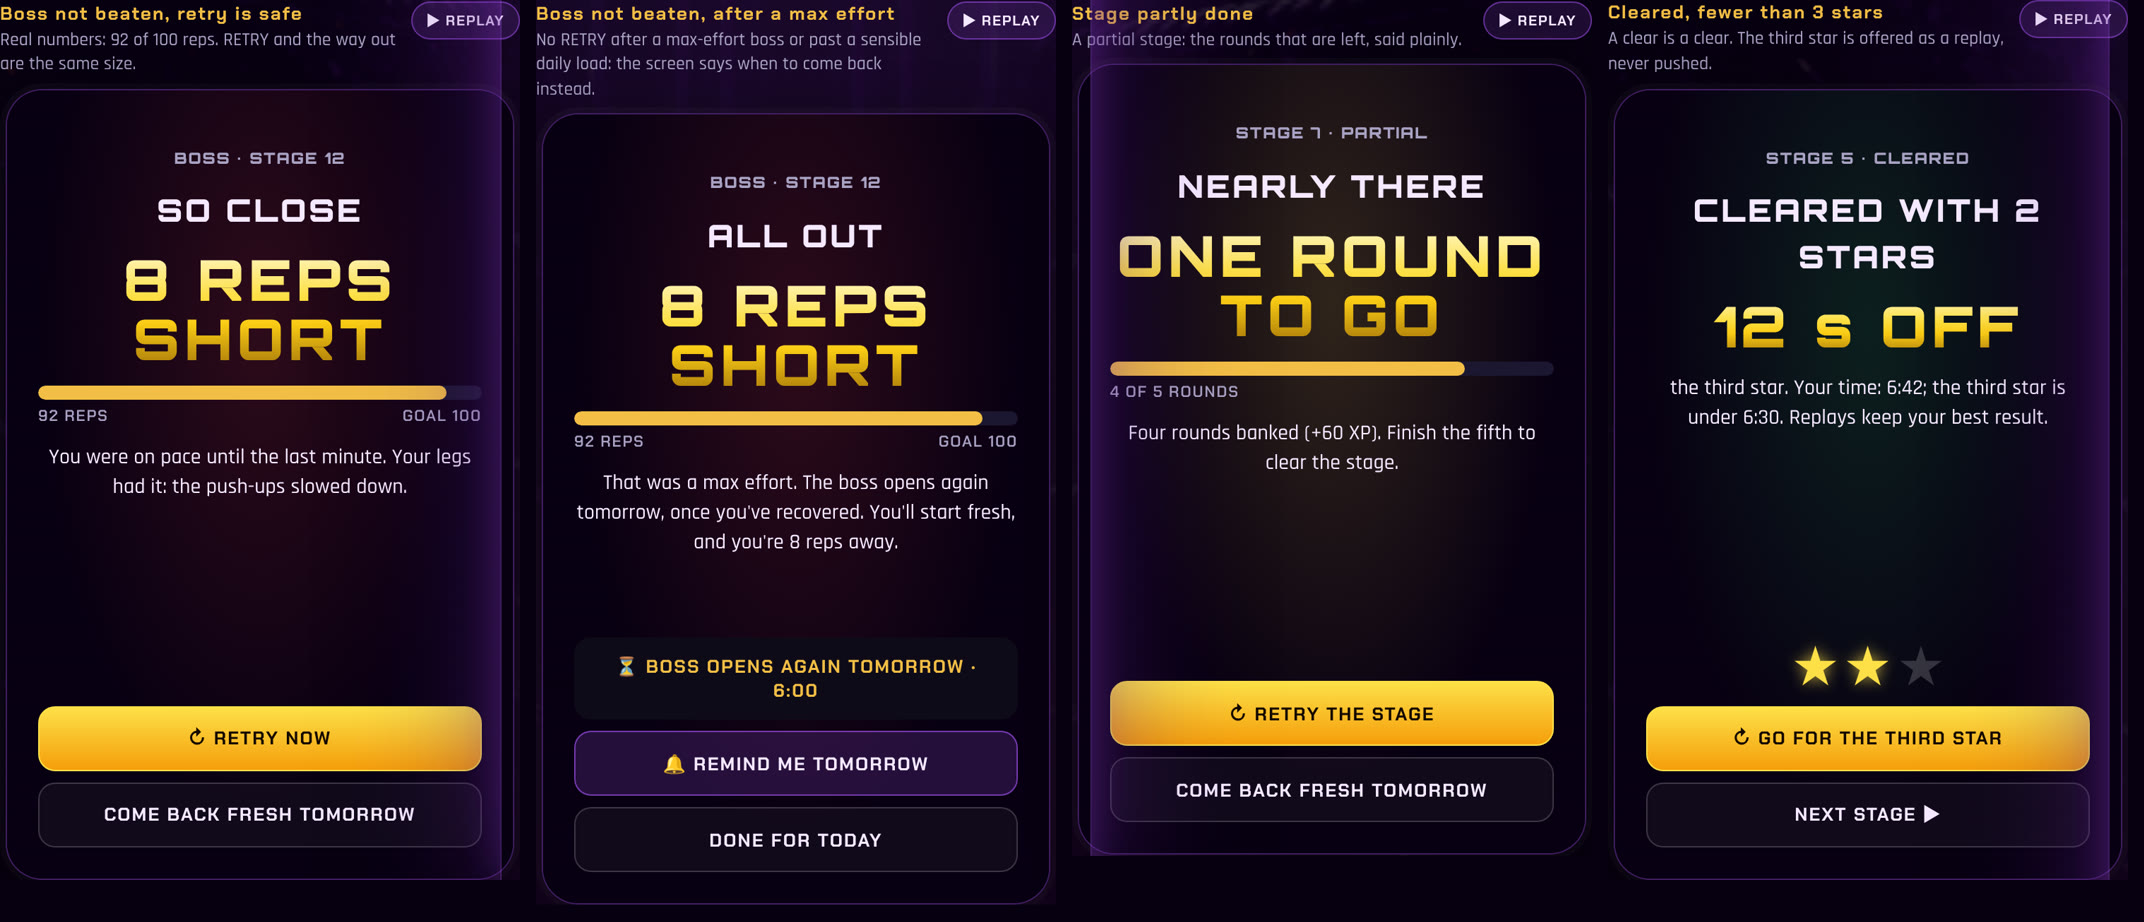 Boss not beaten, retry is safe
▶ REPLAY
Real numbers: 92 of 100 reps. RETRY and the way out
are the same size.
BOSS · STAGE 12
SO CLOSE
8 REPS
SHORT
92 REPS
GOAL 100
You were on pace until the last minute. Your legs
had it: the push-ups slowed down.
↻ RETRY NOW
COME BACK FRESH TOMORROW
Boss not beaten, after a max effort
▶ REPLAY
No RETRY after a max-effort boss or past a sensible
daily load: the screen says when to come back
instead.
BOSS · STAGE 12
ALL OUT
8 REPS
SHORT
92 REPS
GOAL 100
That was a max effort. The boss opens again
tomorrow, once you've recovered. You'll start fresh,
and you're 8 reps away.
⏳ BOSS OPENS AGAIN TOMORROW ·
6:00
🔔 REMIND ME TOMORROW
DONE FOR TODAY
Stage partly done
▶ REPLAY
A partial stage: the rounds that are left, said plainly.
STAGE 7 · PARTIAL
NEARLY THERE
ONE ROUND
TO GO
4 OF 5 ROUNDS
Four rounds banked (+60 XP). Finish the fifth to
clear the stage.
↻ RETRY THE STAGE
COME BACK FRESH TOMORROW
Cleared, fewer than 3 stars
▶ REPLAY
A clear is a clear. The third star is offered as a replay,
never pushed.
STAGE 5 · CLEARED
CLEARED WITH 2
STARS
12 s OFF
the third star. Your time: 6:42; the third star is
under 6:30. Replays keep your best result.
↻ GO FOR THE THIRD STAR
NEXT STAGE ▶